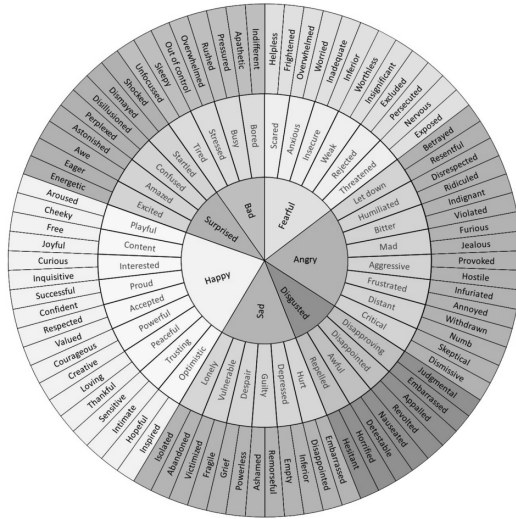 Fearful
Angry
Disgusted
Sad
Happy
Surprised
Bad
Scared
Anxious
Insecure
Weak
Rejected
Threatened
Let down
Humiliated
Bitter
Mad
Aggressive
Frustrated
Distant
Critical
Disapproving
Disappointed
Awful
Repelled
Hurt
Depressed
Guilty
Despair
Vulnerable
Lonely
Optimistic
Trusting
Peaceful
Powerful
Accepted
Proud
Interested
Content
Playful
Excited
Amazed
Confused
Startled
Tired
Stressed
Busy
Bored
Helpless
Frightened
Overwhelmed
Worried
Inadequate
Inferior
Worthless
Insignificant
Excluded
Persecuted
Nervous
Exposed
Betrayed
Resentful
Disrespected
Ridiculed
Indignant
Violated
Furious
Jealous
Provoked
Hostile
Infuriated
Annoyed
Withdrawn
Numb
Skeptical
Dismissive
Judgmental
Embarrassed
Appalled
Revolted
Nauseated
Detestable
Horrified
Hesitant
Embarrassed
Disappointed
Inferior
Empty
Remorseful
Ashamed
Powerless
Grief
Fragile
Victimized
Abandoned
Isolated
Inspired
Hopeful
Intimate
Sensitive
Thankful
Loving
Creative
Courageous
Valued
Respected
Confident
Successful
Inquisitive
Curious
Joyful
Free
Cheeky
Aroused
Energetic
Eager
Awe
Astonished
Perplexed
Disillusioned
Dismayed
Shocked
Unfocussed
Sleepy
Out of control
Overwhelmed
Rushed
Pressured
Apathetic
Indifferent